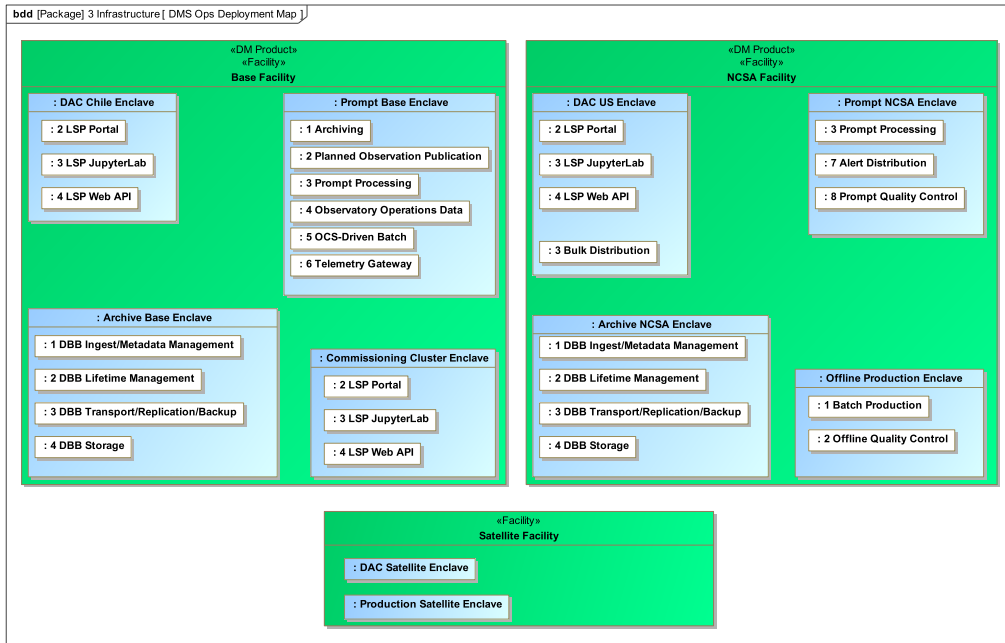 bdd [Package] 3 Infrastructure [ DMS Ops Deployment Map ]
«DM Product»
«Facility»
Base Facility
: DAC Chile Enclave
: 2 LSP Portal
: 3 LSP JupyterLab
: 4 LSP Web API
: Prompt Base Enclave
: 1 Archiving
: 2 Planned Observation Publication
: 3 Prompt Processing
: 4 Observatory Operations Data
: 5 OCS-Driven Batch
: 6 Telemetry Gateway
: Archive Base Enclave
: 1 DBB Ingest/Metadata Management
: 2 DBB Lifetime Management
: 3 DBB Transport/Replication/Backup
: 4 DBB Storage
: Commissioning Cluster Enclave
: 2 LSP Portal
: 3 LSP JupyterLab
: 4 LSP Web API
«DM Product»
«Facility»
NCSA Facility
: DAC US Enclave
: 2 LSP Portal
: 3 LSP JupyterLab
: 4 LSP Web API
: 3 Bulk Distribution
: Prompt NCSA Enclave
: 3 Prompt Processing
: 7 Alert Distribution
: 8 Prompt Quality Control
: Archive NCSA Enclave
: 1 DBB Ingest/Metadata Management
: 2 DBB Lifetime Management
: 3 DBB Transport/Replication/Backup
: 4 DBB Storage
: Offline Production Enclave
: 1 Batch Production
: 2 Offline Quality Control
«Facility»
Satellite Facility
: DAC Satellite Enclave
: Production Satellite Enclave